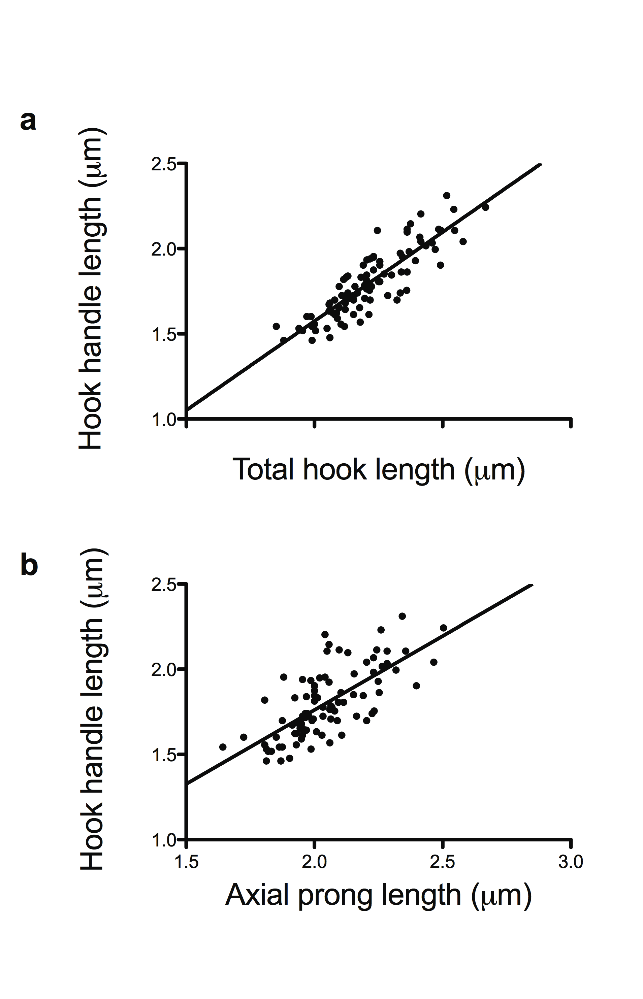 a
Hook handle length (μm)
2.5
2.0
1.5
1.0
Total hook length (μm)
b
Hook handle length (μm)
2.5
2.0
1.5
1.0
1.5 2.0 2.5 3.0
Axial prong length (μm)